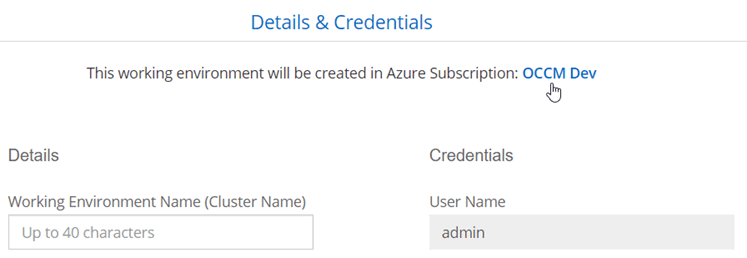 Details & Credentials
This working environment will be created in Azure Subscription: OCCM Dev
Details
Credentials
Working Environment Name (Cluster Name)
User Name
Up to 40 characters
admin